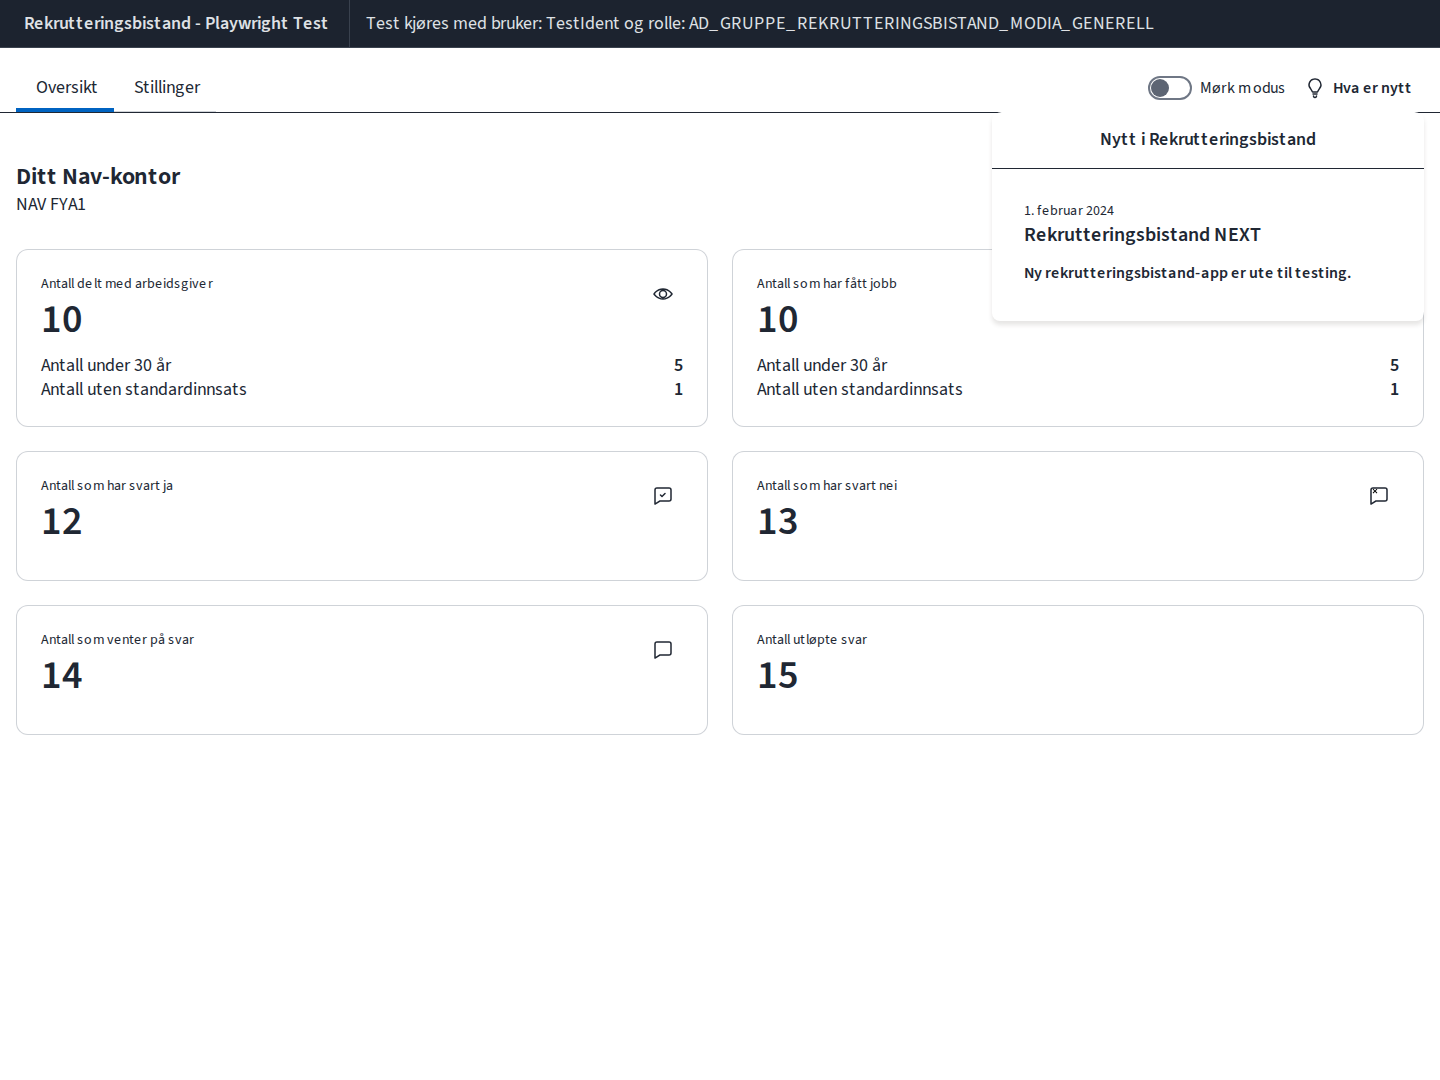 Rekrutteringsbistand - Playwright Test
Test kjøres med bruker: TestIdent og rolle: AD_GRUPPE_REKRUTTERINGSBISTAND_MODIA_GENERELL
Oversikt
Stillinger
Mørk modus
Hva er nytt
Nytt i Rekrutteringsbistand
1. februar 2024
Rekrutteringsbistand NEXT
Ny rekrutteringsbistand-app er ute til testing.
Ditt Nav-kontor
NAV FYA1
Antall delt med arbeidsgiver
10
Antall under 30 år 5
Antall uten standardinnsats 1
Antall som har fått jobb
10
Antall under 30 år 5
Antall uten standardinnsats 1
Antall som har svart ja
12
Antall som har svart nei
13
Antall som venter på svar
14
Antall utløpte svar
15